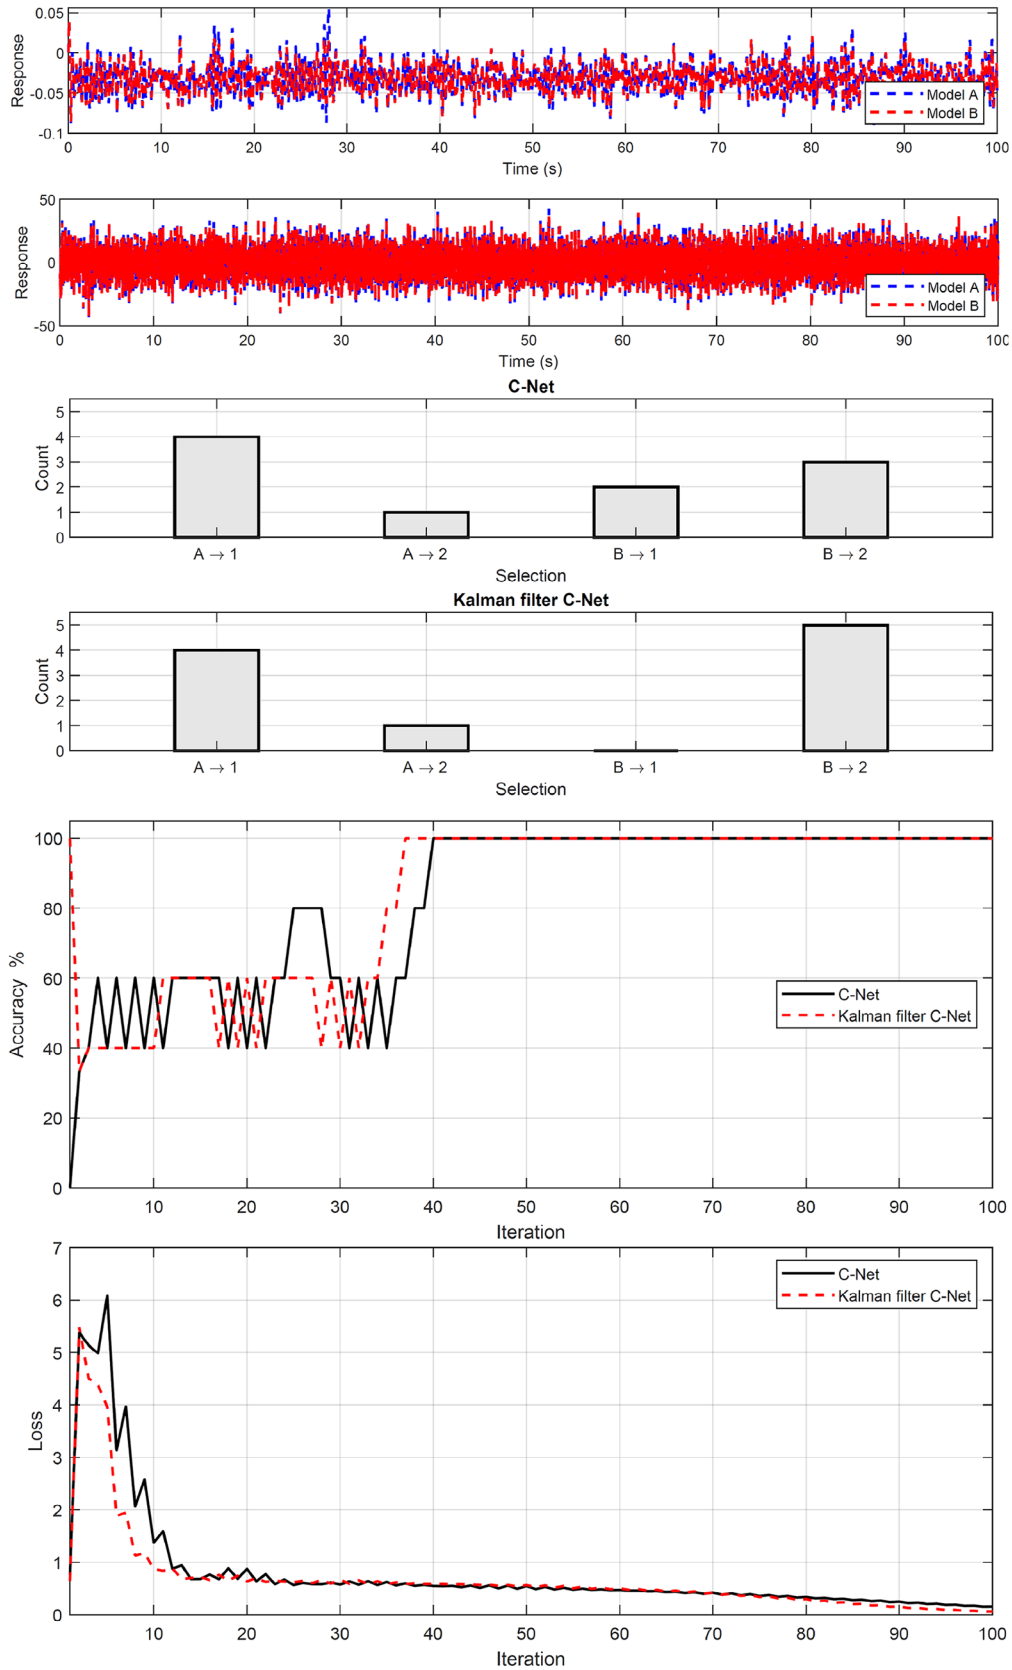 0.05
0
-0.05
-0.1
Response
Model A
Model B
0 10 20 30 40 50 60 70 80 90 100
Time (s)
50
0
-50
Response
Model A
Model B
0 10 20 30 40 50 60 70 80 90 100
Time (s)
C-Net
5
4
3
2
1
0
Count
A → 1 A → 2 B → 1 B → 2
Selection
Kalman filter C-Net
5
4
3
2
1
0
Count
A → 1 A → 2 B → 1 B → 2
Selection
100
80
60
40
20
0
Accuracy %
C-Net
Kalman filter C-Net
10 20 30 40 50 60 70 80 90 100
Iteration
7
6
5
4
3
2
1
0
Loss
C-Net
Kalman filter C-Net
10 20 30 40 50 60 70 80 90 100
Iteration